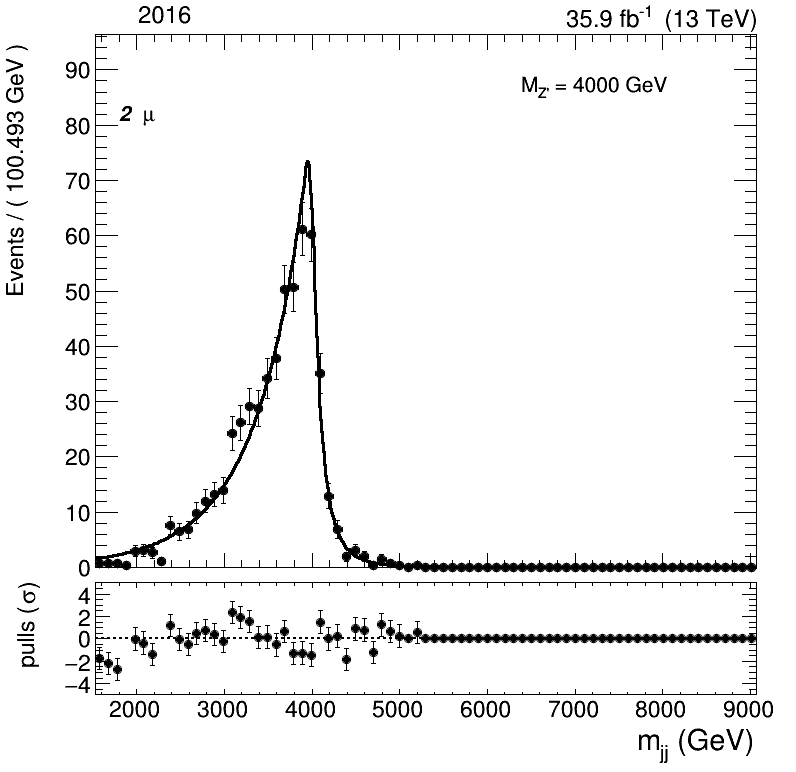 2016 35.9 fb⁻¹ (13 TeV)
Events / ( 100.493 GeV )
90
80
70
60
50
40
30
20
10
0
2 μ
M_Z' = 4000 GeV
pulls (σ)
4
2
0
−2
−4
2000 3000 4000 5000 6000 7000 8000 9000
m_jj (GeV)